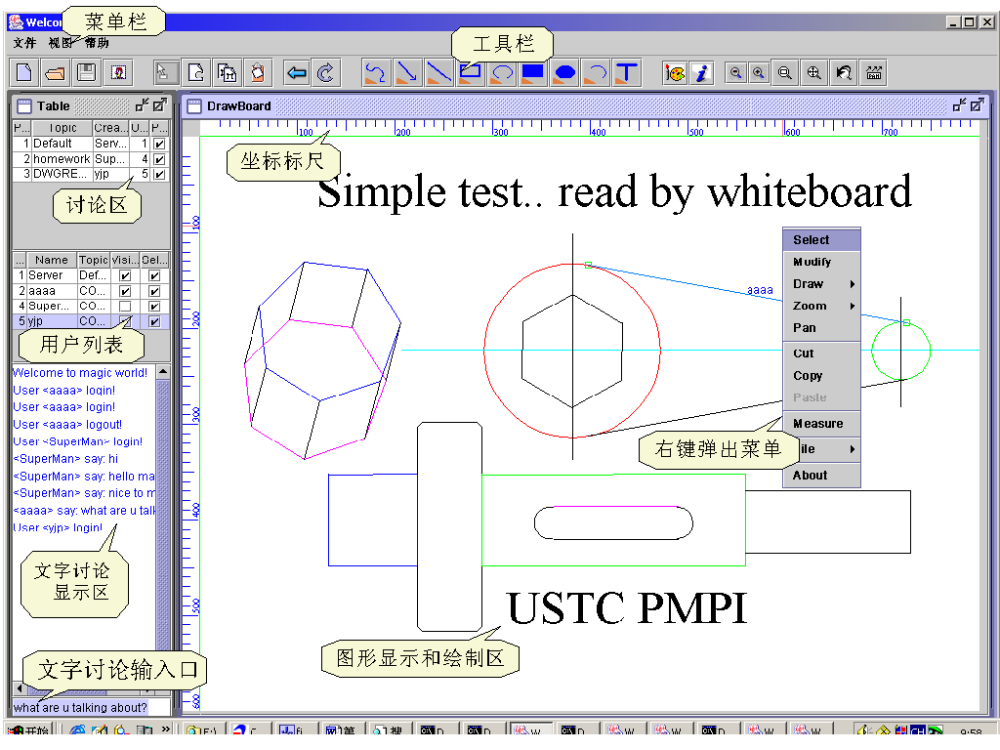 Welco
菜单栏
文件 视图 帮助
工具栏
Table
P... Topic Crea... U... P...
1 Default Serv... 1
2 homework Sup... 4
3 DWGRE... yjp 5
讨论区
... Name Topic Visi... Del...
1 Server Def...
2 aaaa CO...
4 Super... CO...
5 yjp CO...
用户列表
Welcome to magic world!
User <aaaa> login!
User <aaaa> login!
User <aaaa> logout!
User <SuperMan> login!
<SuperMan> say: hi
<SuperMan> say: hello ma
<SuperMan> say: nice to m
<aaaa> say: what are u talk
User <yjp> login!
文字讨论
显示区
文字讨论输入口
what are u talking about?
DrawBoard
100 200 300 400 500 600 700
100
200
300
400
500
600
坐标标尺
Simple test.. read by whiteboard
aaaa
Select
Modify
Draw
Zoom
Pan
Cut
Copy
Paste
Measure
ile
About
右键弹出菜单
USTC PMPI
图形显示和绘制区
开始 » F:\ C fi 第 搜 D D W D W W D W W CH 9:58